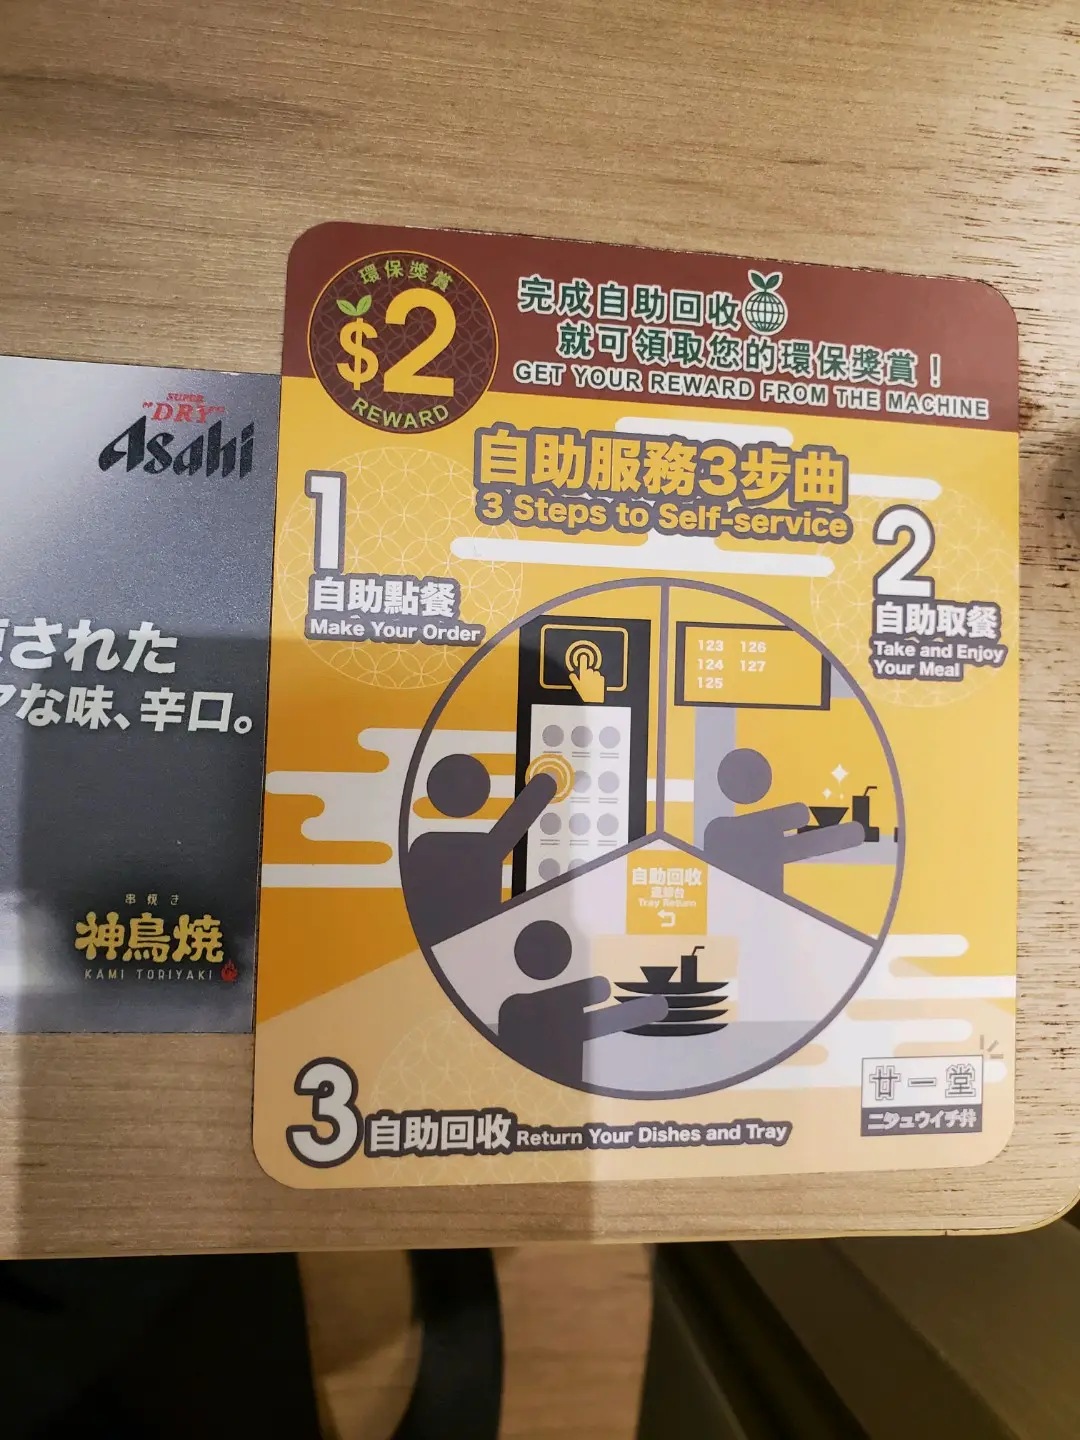 SUPER
"DRY"
Asahi
された
な味、辛口。
串焼き
神鳥焼
KAMI TORIYAKI
環保獎賞
$2
REWARD
完成自助回收
就可領取您的環保獎賞！
GET YOUR REWARD FROM THE MACHINE
自助服務3步曲
3 Steps to Self-service
1
自助點餐
Make Your Order
2
自助取餐
Take and Enjoy
Your Meal
123 126
124 127
125
自助回收
Tray Return
3
自助回收 Return Your Dishes and Tray
廿一堂
ニタュウイチ丼